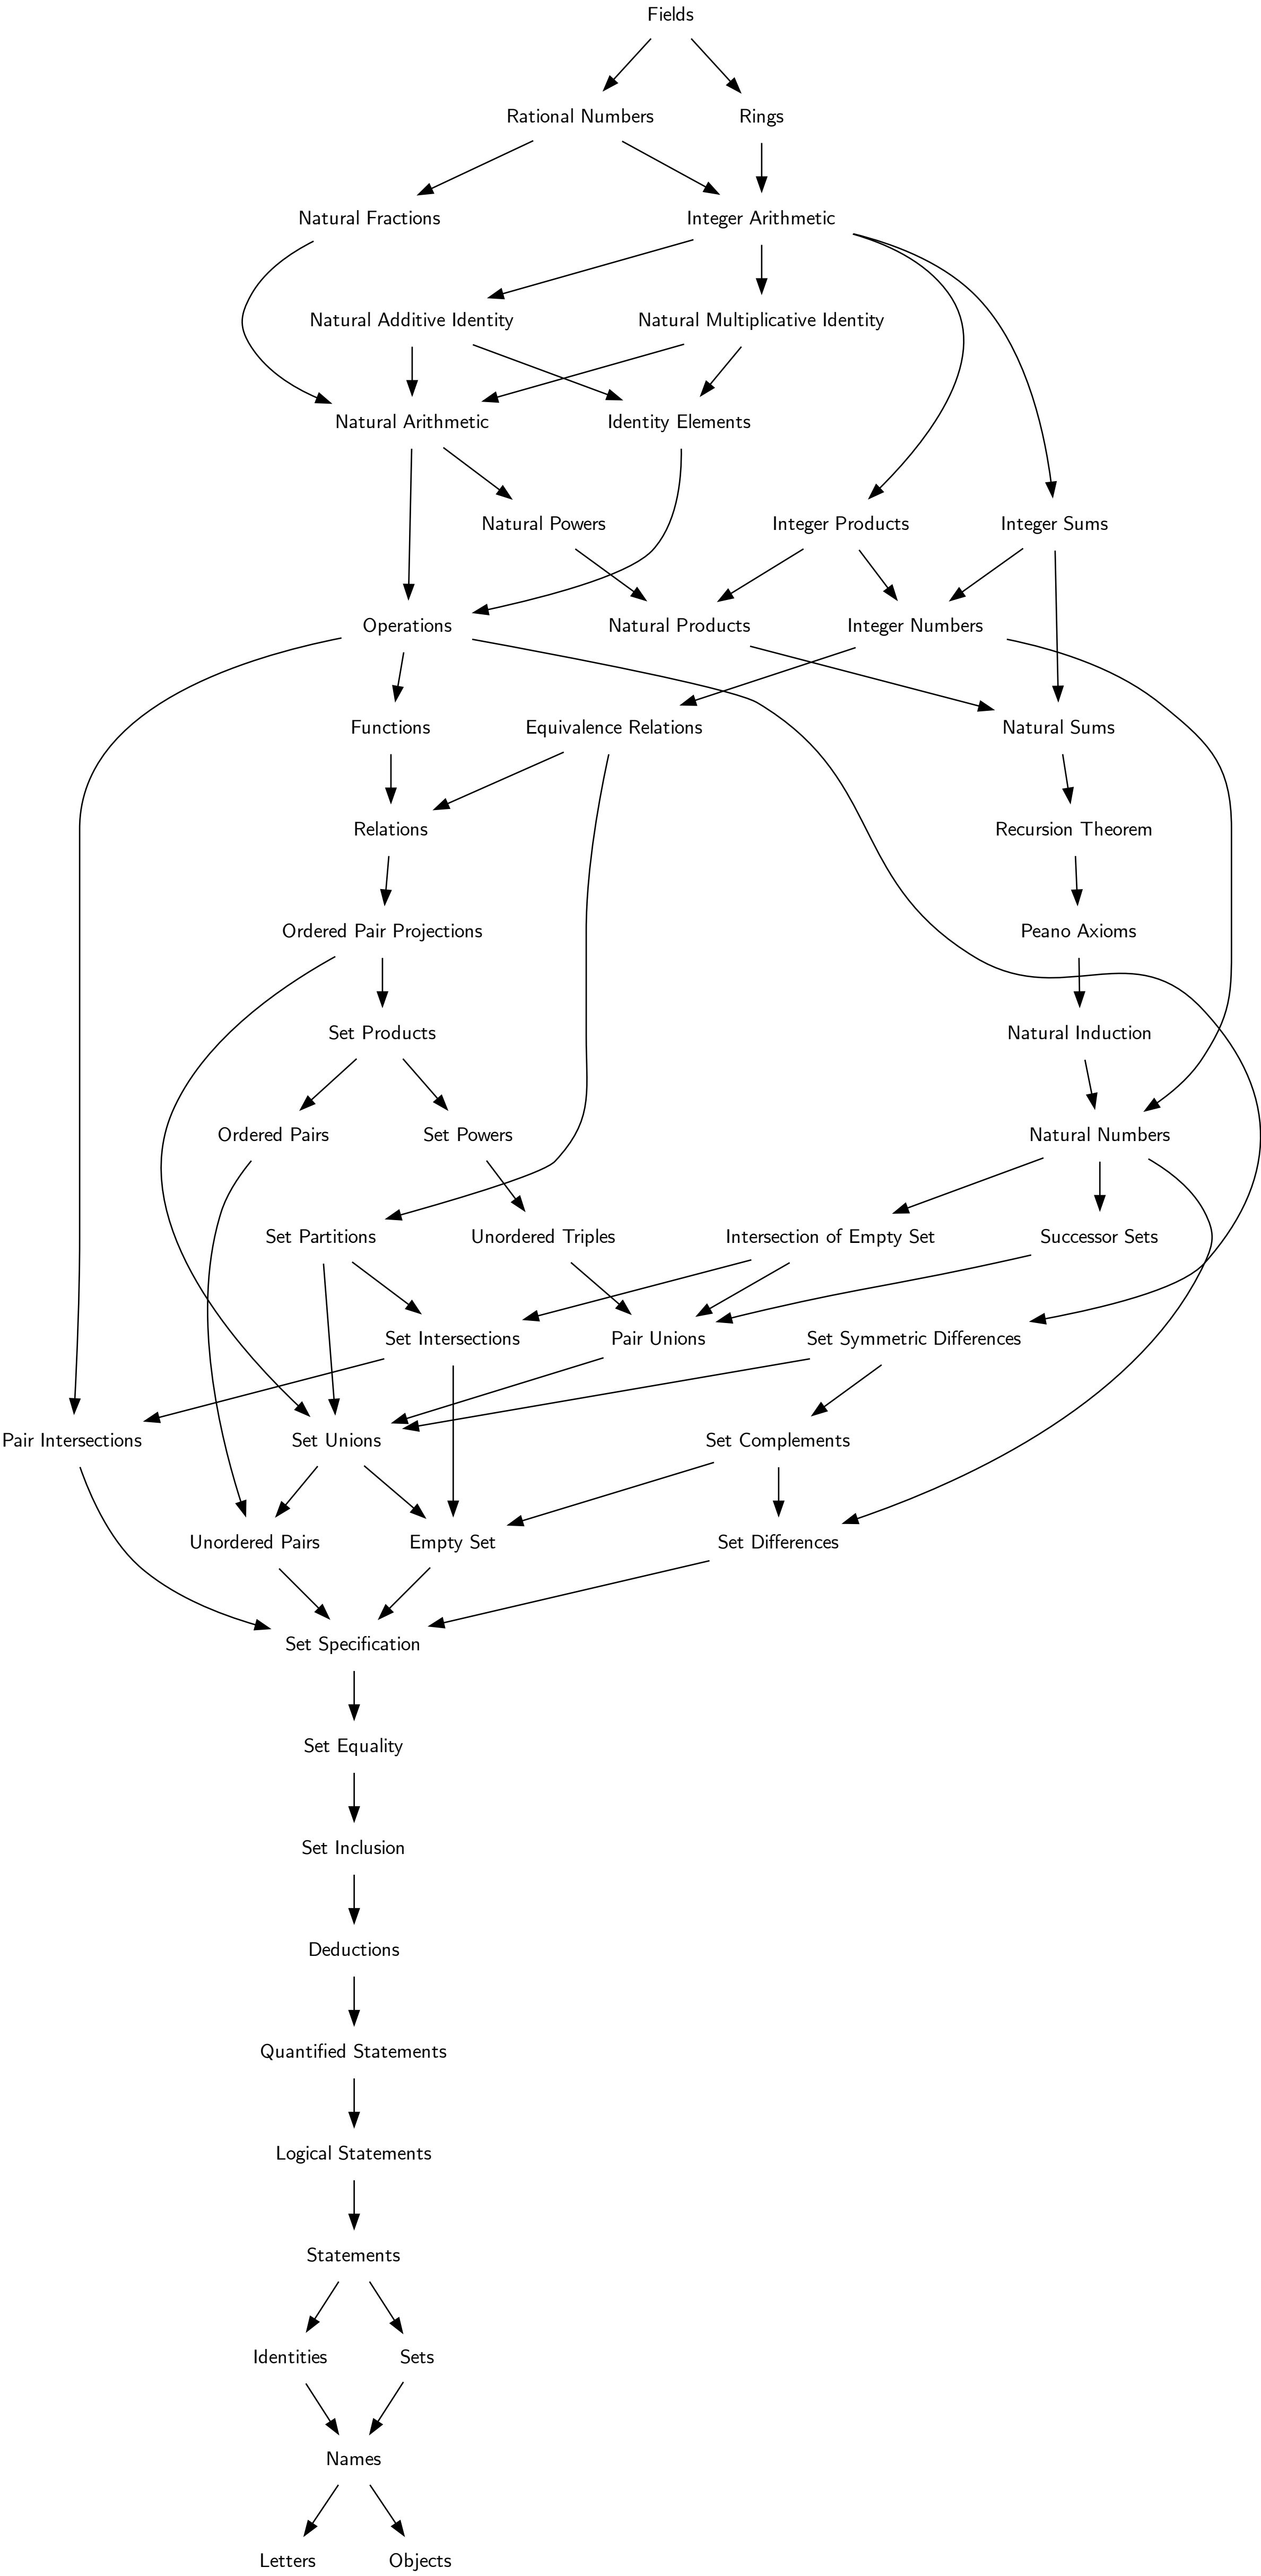 Fields
Rational Numbers
Rings
Natural Fractions
Integer Arithmetic
Natural Additive Identity
Natural Multiplicative Identity
Natural Arithmetic
Identity Elements
Natural Powers
Integer Products
Integer Sums
Operations
Natural Products
Integer Numbers
Functions
Equivalence Relations
Natural Sums
Relations
Recursion Theorem
Ordered Pair Projections
Peano Axioms
Set Products
Natural Induction
Ordered Pairs
Set Powers
Natural Numbers
Set Partitions
Unordered Triples
Intersection of Empty Set
Successor Sets
Set Intersections
Pair Unions
Set Symmetric Differences
Pair Intersections
Set Unions
Set Complements
Unordered Pairs
Empty Set
Set Differences
Set Specification
Set Equality
Set Inclusion
Deductions
Quantified Statements
Logical Statements
Statements
Identities
Sets
Names
Letters
Objects